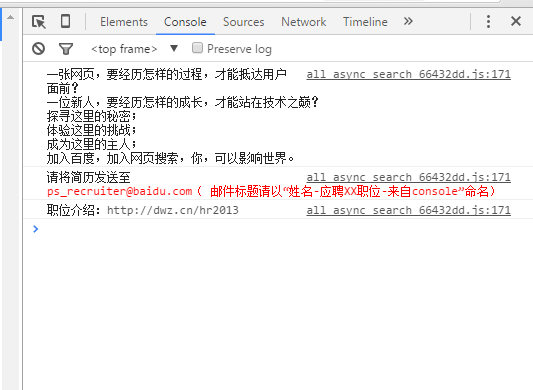 Elements Console Sources Network Timeline »
<top frame> ▼ Preserve log
一张网页，要经历怎样的过程，才能抵达用户 all_async_search_66432dd.js:171
面前？
一位新人，要经历怎样的成长，才能站在技术之巅？
探寻这里的秘密；
体验这里的挑战；
成为这里的主人；
加入百度，加入网页搜索，你，可以影响世界。
请将简历发送至 all_async_search_66432dd.js:171
ps_recruiter@baidu.com（ 邮件标题请以“姓名-应聘XX职位-来自console”命名）
职位介绍：http://dwz.cn/hr2013 all_async_search_66432dd.js:171
>